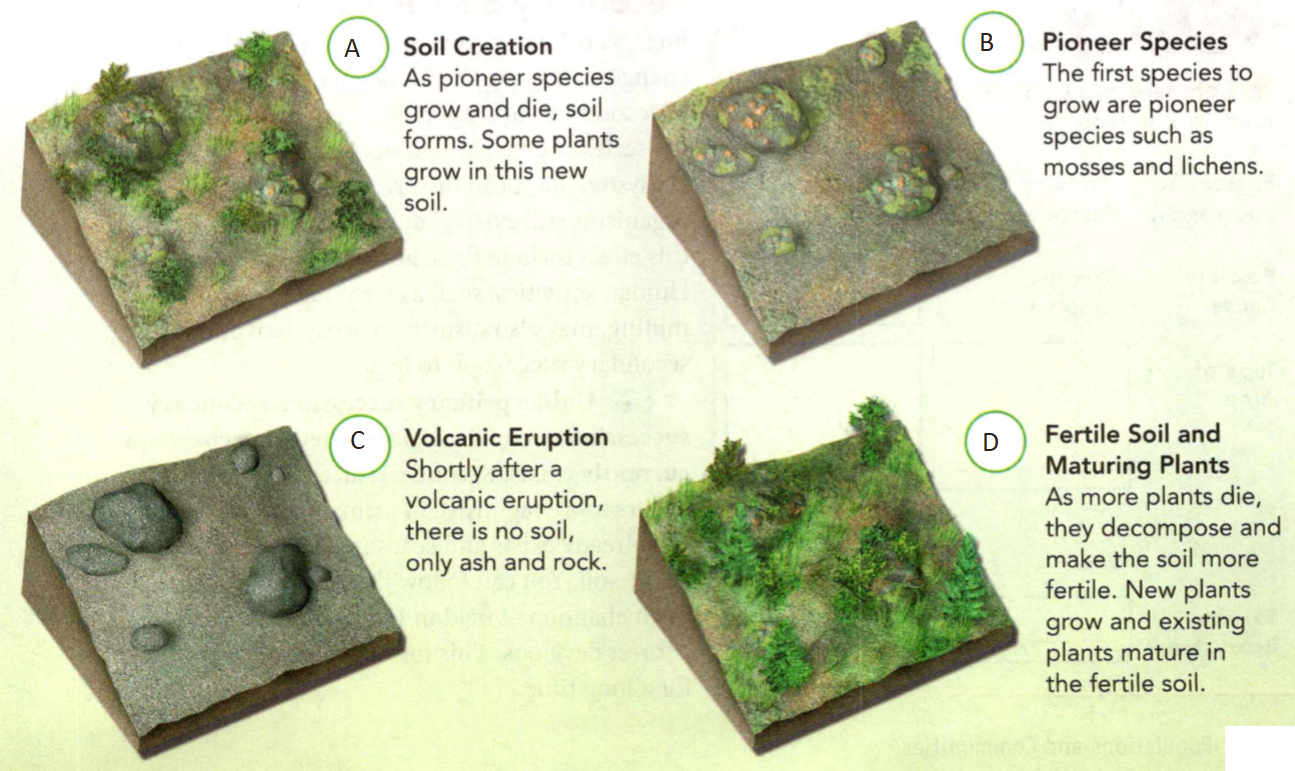 A
Soil Creation
As pioneer species
grow and die, soil
forms. Some plants
grow in this new
soil.
B
Pioneer Species
The first species to
grow are pioneer
species such as
mosses and lichens.
C
Volcanic Eruption
Shortly after a
volcanic eruption,
there is no soil,
only ash and rock.
D
Fertile Soil and
Maturing Plants
As more plants die,
they decompose and
make the soil more
fertile. New plants
grow and existing
plants mature in
the fertile soil.